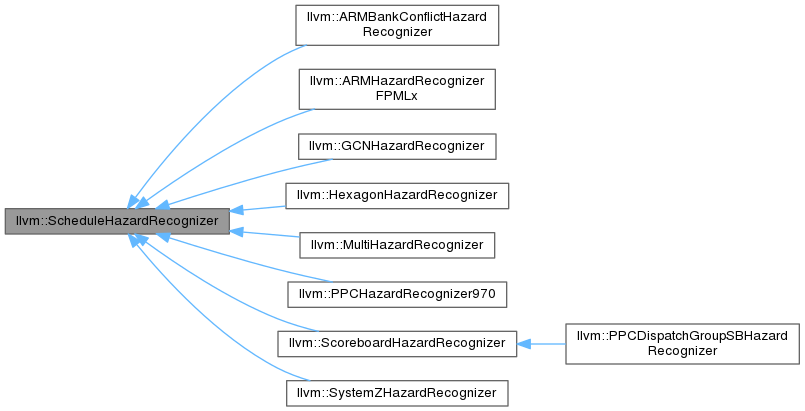 llvm::ARMBankConflictHazard
Recognizer
llvm::ARMHazardRecognizer
FPMLx
llvm::GCNHazardRecognizer
llvm::HexagonHazardRecognizer
llvm::ScheduleHazardRecognizer
llvm::MultiHazardRecognizer
llvm::PPCHazardRecognizer970
llvm::ScoreboardHazardRecognizer
llvm::PPCDispatchGroupSBHazard
Recognizer
llvm::SystemZHazardRecognizer